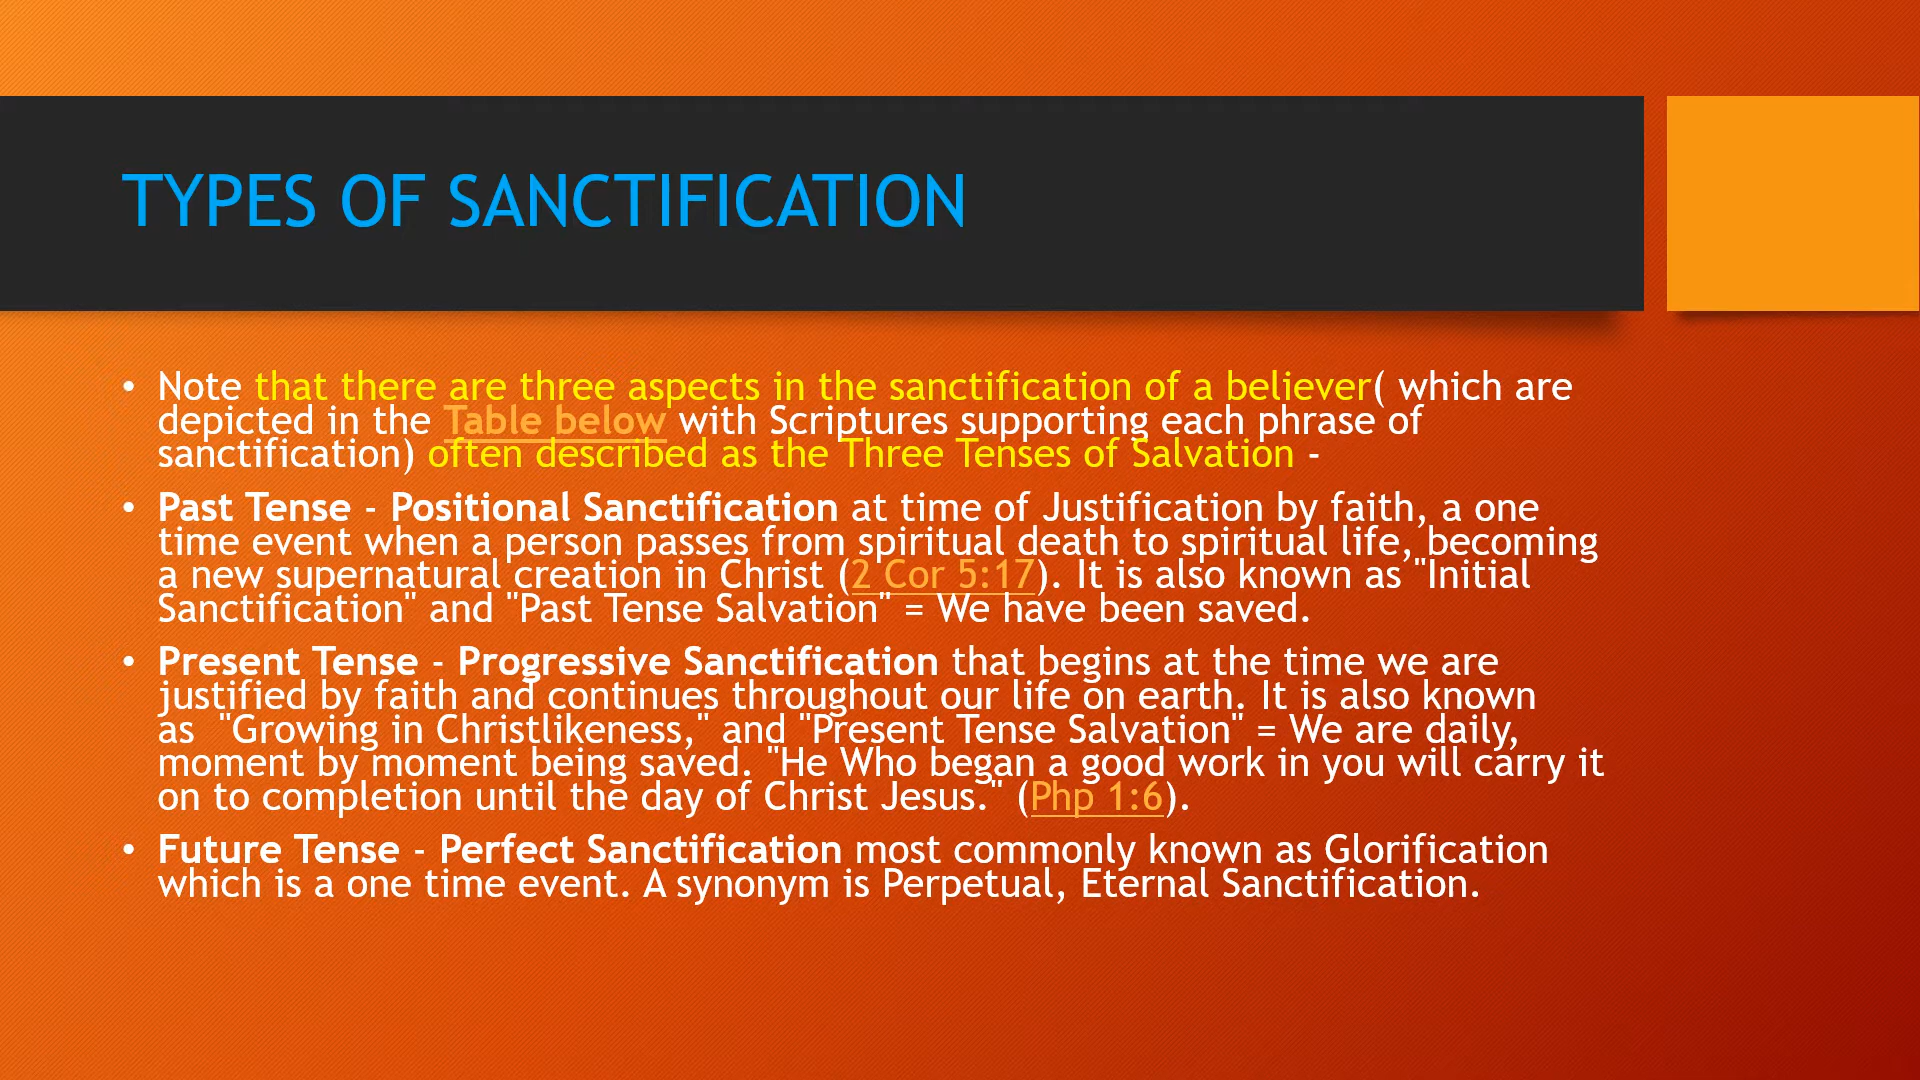 TYPES OF SANCTIFICATION
• Note that there are three aspects in the sanctification of a believer( which are
depicted in the Table below with Scriptures supporting each phrase of
sanctification) often described as the Three Tenses of Salvation -
• Past Tense - Positional Sanctification at time of Justification by faith, a one
time event when a person passes from spiritual death to spiritual life, becoming
a new supernatural creation in Christ (2 Cor 5:17). It is also known as "Initial
Sanctification" and "Past Tense Salvation" = We have been saved.
• Present Tense - Progressive Sanctification that begins at the time we are
justified by faith and continues throughout our life on earth. It is also known
as  "Growing in Christlikeness," and "Present Tense Salvation" = We are daily,
moment by moment being saved. "He Who began a good work in you will carry it
on to completion until the day of Christ Jesus." (Php 1:6).
• Future Tense - Perfect Sanctification most commonly known as Glorification
which is a one time event. A synonym is Perpetual, Eternal Sanctification.